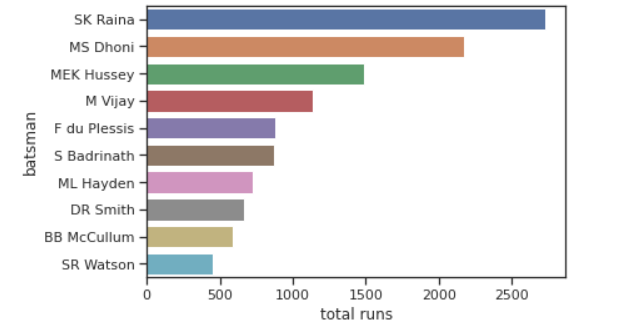 SK Raina
MS Dhoni
MEK Hussey
M Vijay
F du Plessis
S Badrinath
ML Hayden
DR Smith
BB McCullum
SR Watson
batsman
0 500 1000 1500 2000 2500
total runs